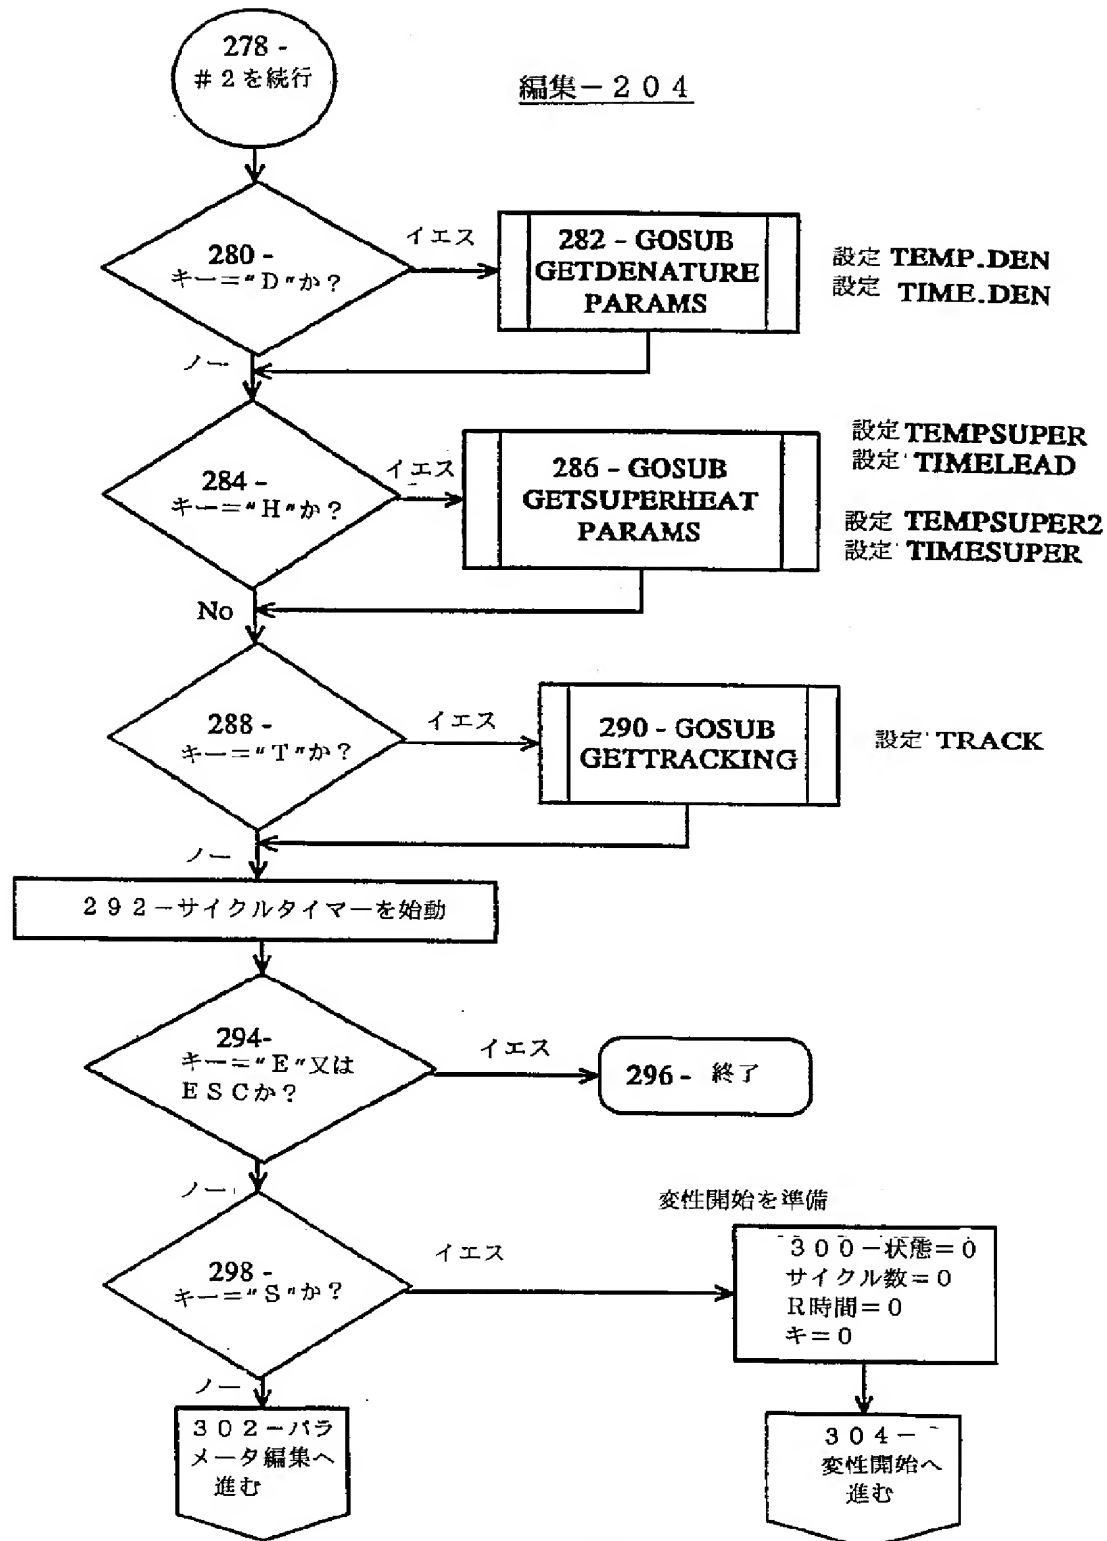 278 -
＃２を続行
編集－２０４
280 -
キー＝"Ｄ"か？
イエス
282 - GOSUB
GETDENATURE
PARAMS
設定 TEMP.DEN
設定 TIME.DEN
ノー
284 -
キー＝"Ｈ"か？
イエス
286 - GOSUB
GETSUPERHEAT
PARAMS
設定 TEMPSUPER
設定 TIMELEAD
設定 TEMPSUPER2
設定 TIMESUPER
No
288 -
キー＝"Ｔ"か？
イエス
290 - GOSUB
GETTRACKING
設定 TRACK
ノー
２９２－サイクルタイマーを始動
294-
キー＝"Ｅ"又は
ＥＳＣか？
イエス
296 - 終了
ノー
298 -
キー＝"Ｓ"か？
イエス
変性開始を準備
３００－状態＝０
サイクル数＝０
Ｒ時間＝０
キ＝０
ノー
３０２－パラ
メータ編集へ
進む
３０４－
変性開始へ
進む